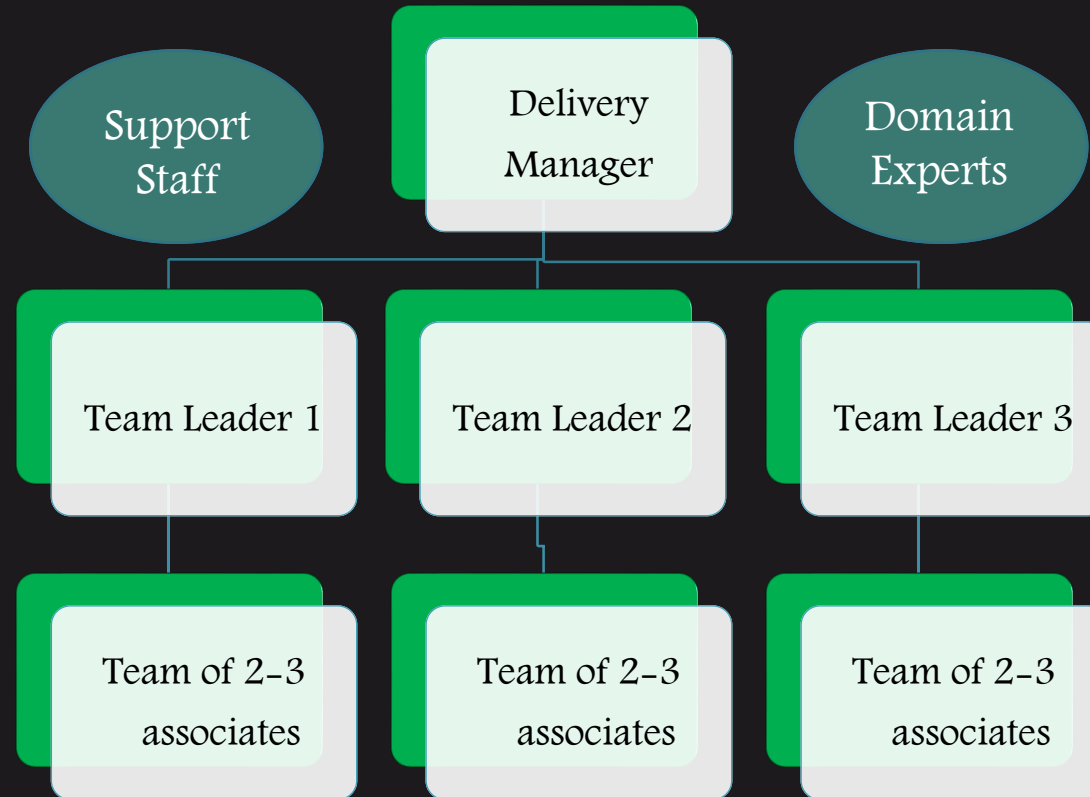 Support
Staff
Delivery
Manager
Domain
Experts
Team Leader 1
Team Leader 2
Team Leader 3
Team of 2-3
associates
Team of 2-3
associates
Team of 2-3
associates